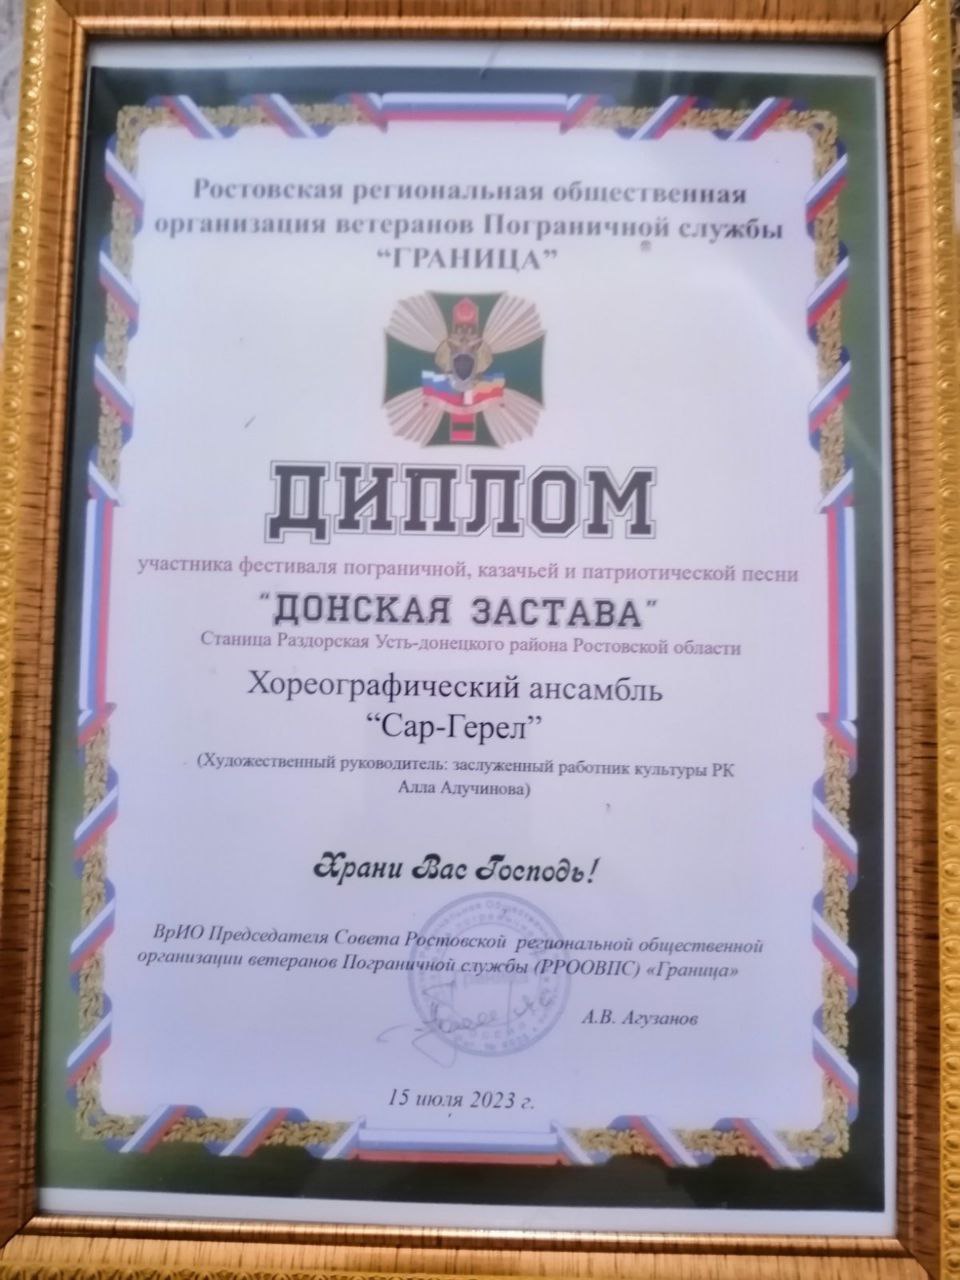 Ростовская региональная общественная
организация ветеранов Пограничной службы
“ГРАНИЦА”
ДИПЛОМ
участника фестиваля пограничной, казачьей и патриотической песни
"ДОНСКАЯ ЗАСТАВА"
Станица Раздорская Усть-донецкого района Ростовской области
Хореографический ансамбль
“Сар-Герел”
(Художественный руководитель: заслуженный работник культуры РК
Алла Адучинова)
Храни Вас Господь!
ВрИО Председателя Совета Ростовской региональной общественной
организации ветеранов Пограничной службы (РРООВПС) «Граница»
А.В. Агузанов
15 июля 2023 г.